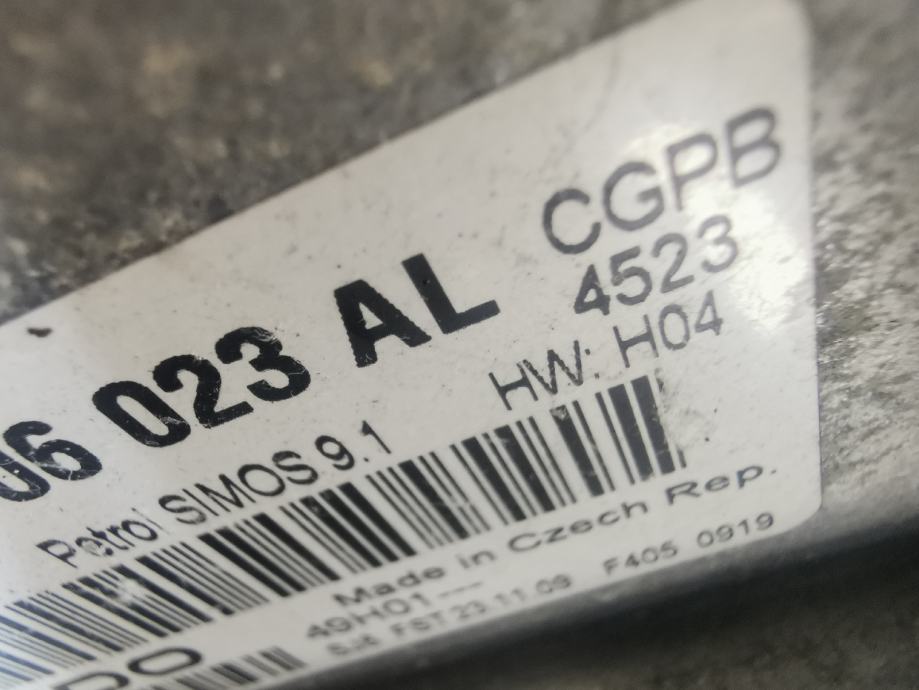 CGPB
4523
06 023 AL
HW: H04
Petrol SIMOS 9.1
Made in Czech Rep.
49H01---
FST 23.11.09 F405 0919
DO